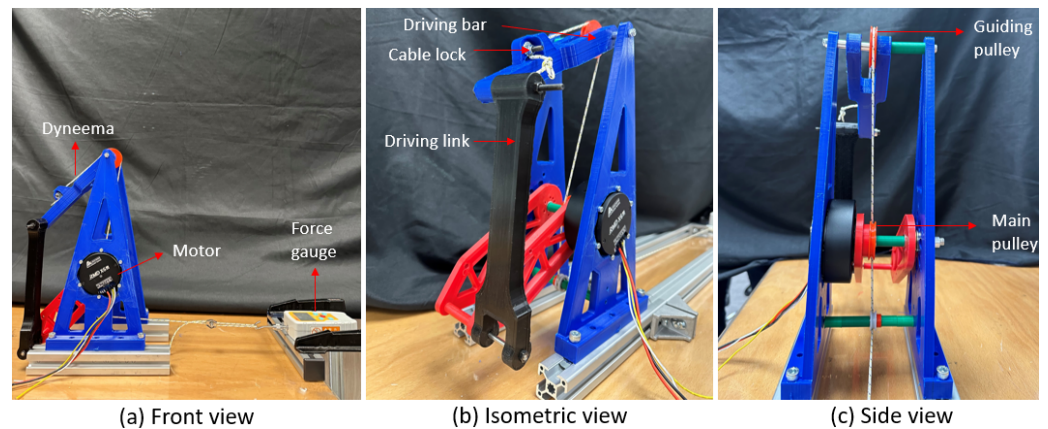 Dyneema
Motor
Force
gauge
Driving bar
Cable lock
Driving link
Guiding
pulley
Main
pulley
(a) Front view
(b) Isometric view
(c) Side view